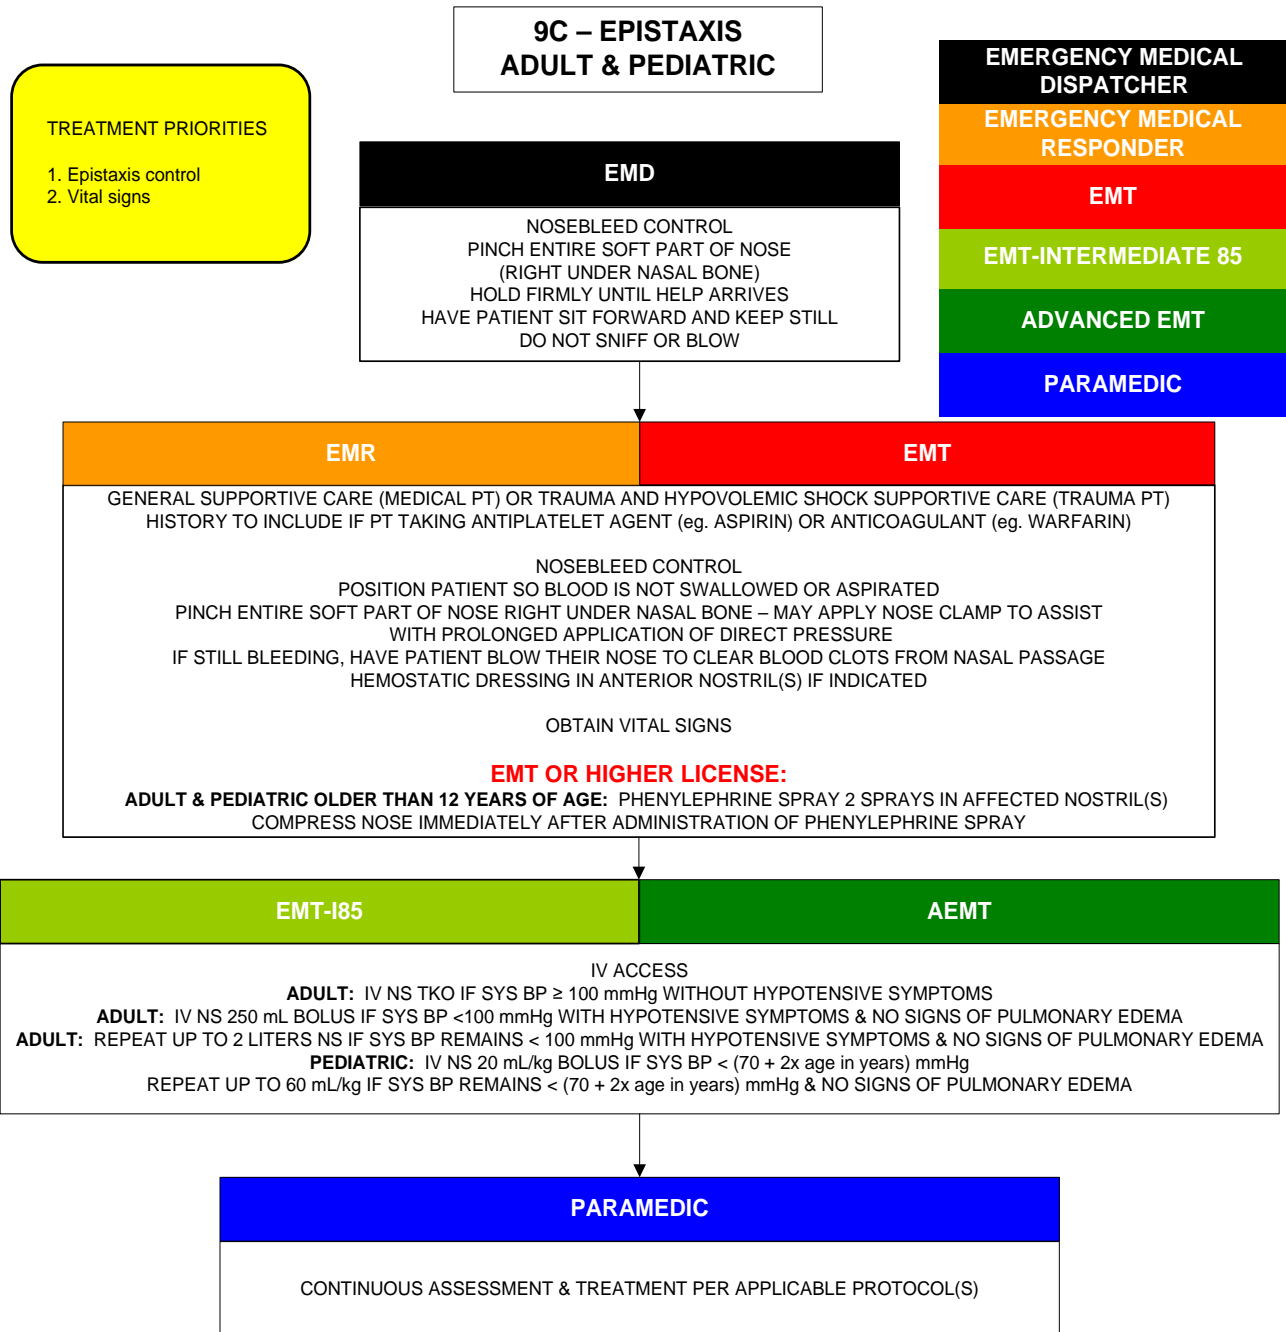 9C – EPISTAXIS
ADULT & PEDIATRIC
TREATMENT PRIORITIES
1. Epistaxis control
2. Vital signs
EMERGENCY MEDICAL
DISPATCHER
EMERGENCY MEDICAL
RESPONDER
EMT
EMT-INTERMEDIATE 85
ADVANCED EMT
PARAMEDIC
EMD
NOSEBLEED CONTROL
PINCH ENTIRE SOFT PART OF NOSE
(RIGHT UNDER NASAL BONE)
HOLD FIRMLY UNTIL HELP ARRIVES
HAVE PATIENT SIT FORWARD AND KEEP STILL
DO NOT SNIFF OR BLOW
EMR
EMT
GENERAL SUPPORTIVE CARE (MEDICAL PT) OR TRAUMA AND HYPOVOLEMIC SHOCK SUPPORTIVE CARE (TRAUMA PT)
HISTORY TO INCLUDE IF PT TAKING ANTIPLATELET AGENT (eg. ASPIRIN) OR ANTICOAGULANT (eg. WARFARIN)
NOSEBLEED CONTROL
POSITION PATIENT SO BLOOD IS NOT SWALLOWED OR ASPIRATED
PINCH ENTIRE SOFT PART OF NOSE RIGHT UNDER NASAL BONE – MAY APPLY NOSE CLAMP TO ASSIST
WITH PROLONGED APPLICATION OF DIRECT PRESSURE
IF STILL BLEEDING, HAVE PATIENT BLOW THEIR NOSE TO CLEAR BLOOD CLOTS FROM NASAL PASSAGE
HEMOSTATIC DRESSING IN ANTERIOR NOSTRIL(S) IF INDICATED
OBTAIN VITAL SIGNS
EMT OR HIGHER LICENSE:
ADULT & PEDIATRIC OLDER THAN 12 YEARS OF AGE: PHENYLEPHRINE SPRAY 2 SPRAYS IN AFFECTED NOSTRIL(S)
COMPRESS NOSE IMMEDIATELY AFTER ADMINISTRATION OF PHENYLEPHRINE SPRAY
EMT-I85
AEMT
IV ACCESS
ADULT: IV NS TKO IF SYS BP ≥ 100 mmHg WITHOUT HYPOTENSIVE SYMPTOMS
ADULT: IV NS 250 mL BOLUS IF SYS BP <100 mmHg WITH HYPOTENSIVE SYMPTOMS & NO SIGNS OF PULMONARY EDEMA
ADULT: REPEAT UP TO 2 LITERS NS IF SYS BP REMAINS < 100 mmHg WITH HYPOTENSIVE SYMPTOMS & NO SIGNS OF PULMONARY EDEMA
PEDIATRIC: IV NS 20 mL/kg BOLUS IF SYS BP < (70 + 2x age in years) mmHg
REPEAT UP TO 60 mL/kg IF SYS BP REMAINS < (70 + 2x age in years) mmHg & NO SIGNS OF PULMONARY EDEMA
PARAMEDIC
CONTINUOUS ASSESSMENT & TREATMENT PER APPLICABLE PROTOCOL(S)